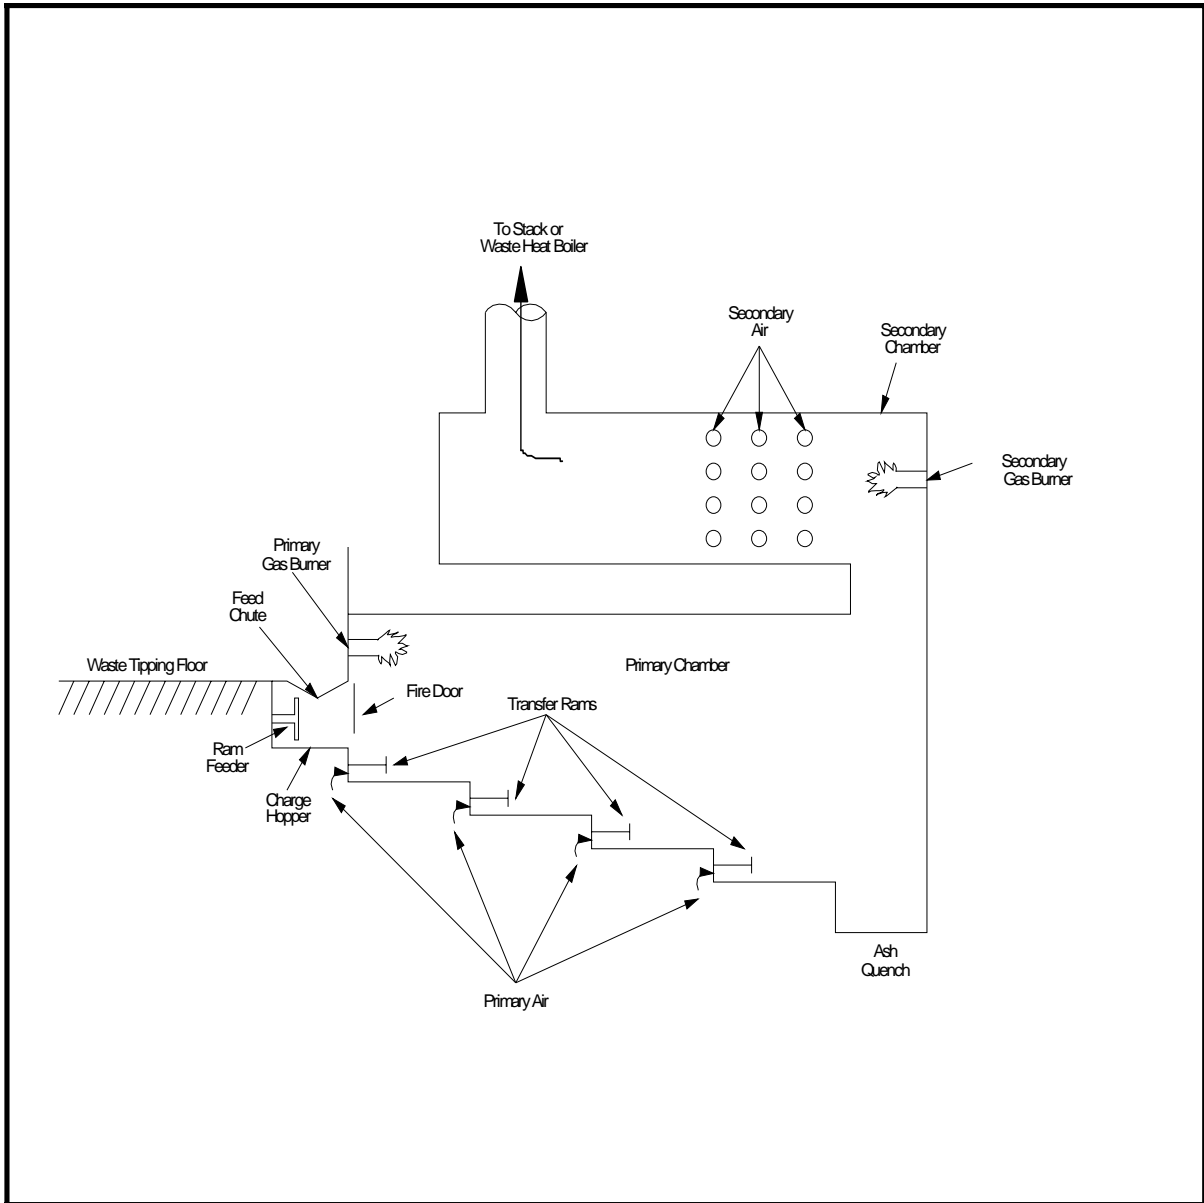 To Stack or
Waste Heat Boiler
Secondary
Air
Secondary
Chamber
Secondary
Gas Burner
Primary
Gas Burner
Feed
Chute
Waste Tipping Floor
Primary Chamber
Fire Door
Transfer Rams
Ram
Feeder
Charge
Hopper
Ash
Quench
Primary Air